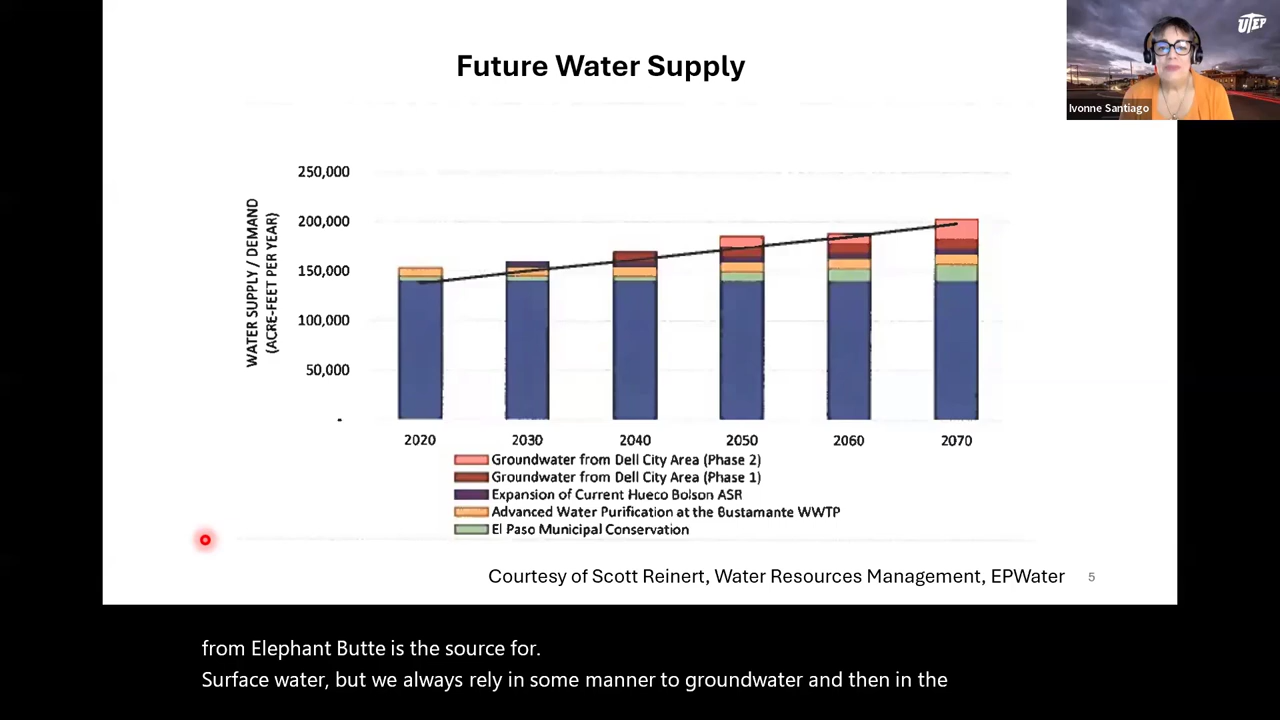 Future Water Supply
UTEP
Ivonne Santiago
WATER SUPPLY / DEMAND
(ACRE-FEET PER YEAR)
250,000
200,000
150,000
100,000
50,000
-
2020 2030 2040 2050 2060 2070
Groundwater from Dell City Area (Phase 2)
Groundwater from Dell City Area (Phase 1)
Expansion of Current Hueco Bolson ASR
Advanced Water Purification at the Bustamante WWTP
El Paso Municipal Conservation
Courtesy of Scott Reinert, Water Resources Management, EPWater 5
from Elephant Butte is the source for.
Surface water, but we always rely in some manner to groundwater and then in the